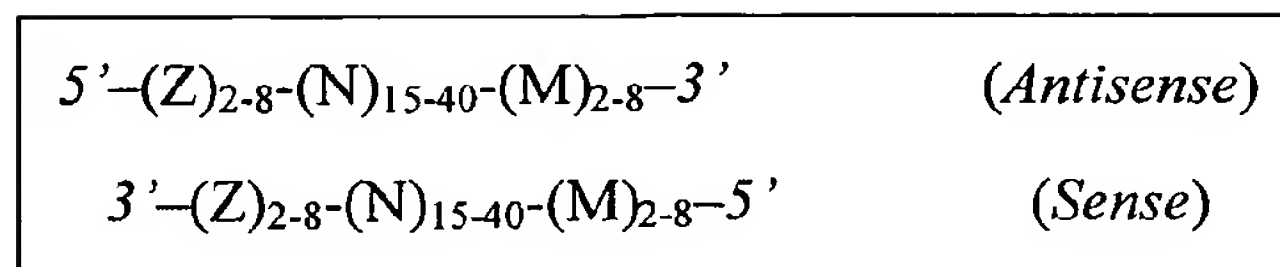 5’–(Z)2-8-(N)15-40-(M)2-8–3’ (Antisense)
3’–(Z)2-8-(N)15-40-(M)2-8–5’ (Sense)